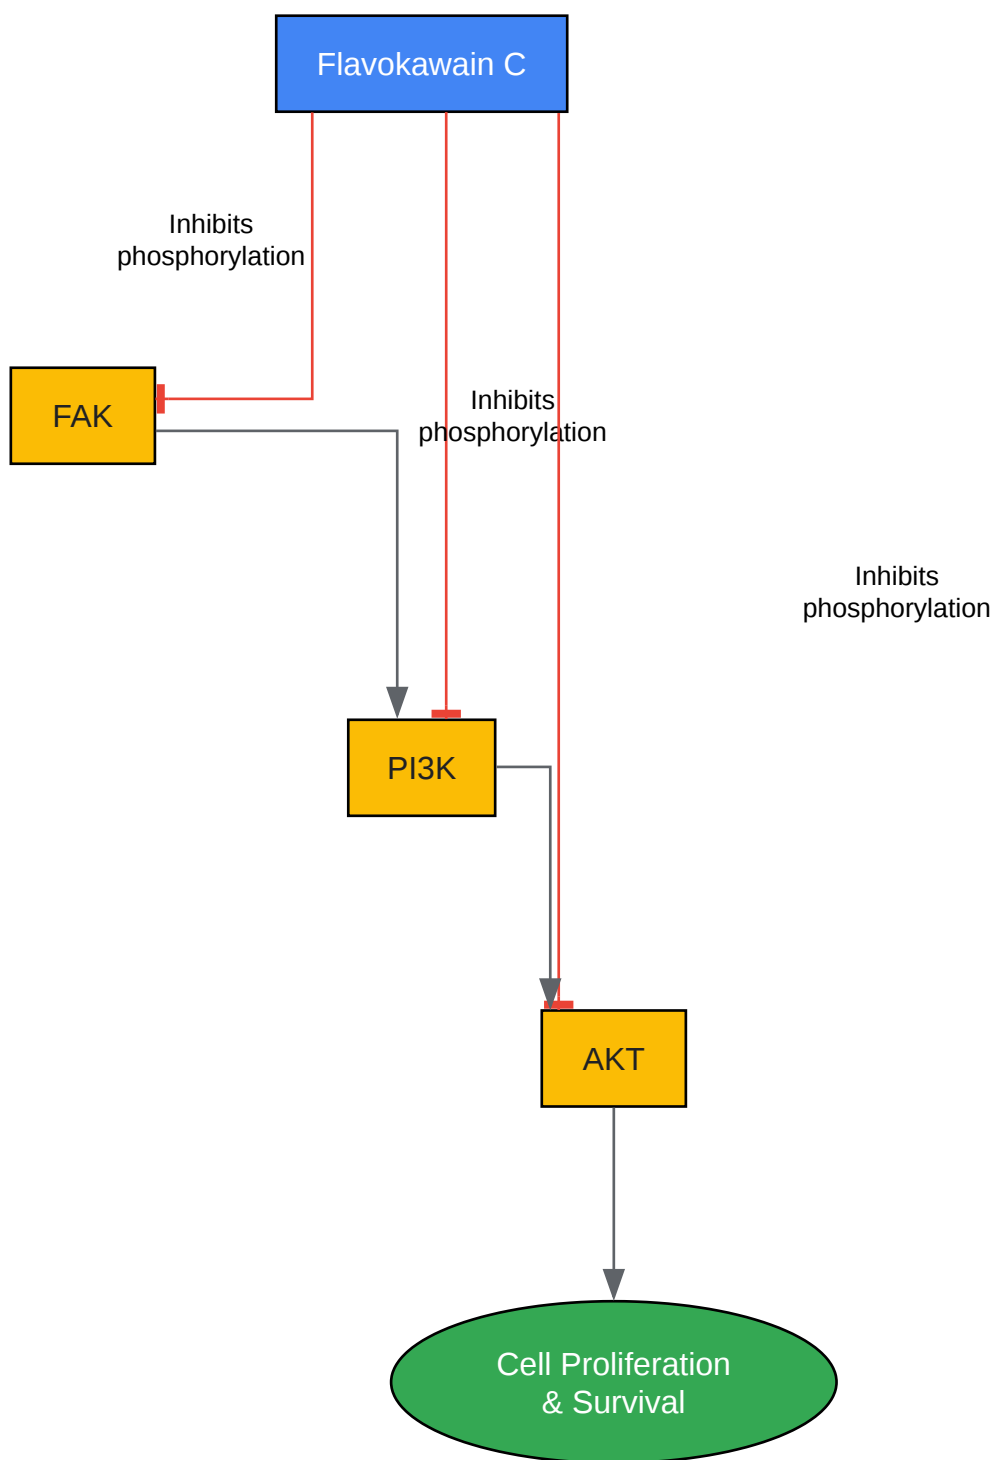 Flavokawain C
Inhibits
phosphorylation
FAK
Inhibits
phosphorylation
Inhibits
phosphorylation
PI3K
AKT
Cell Proliferation
& Survival